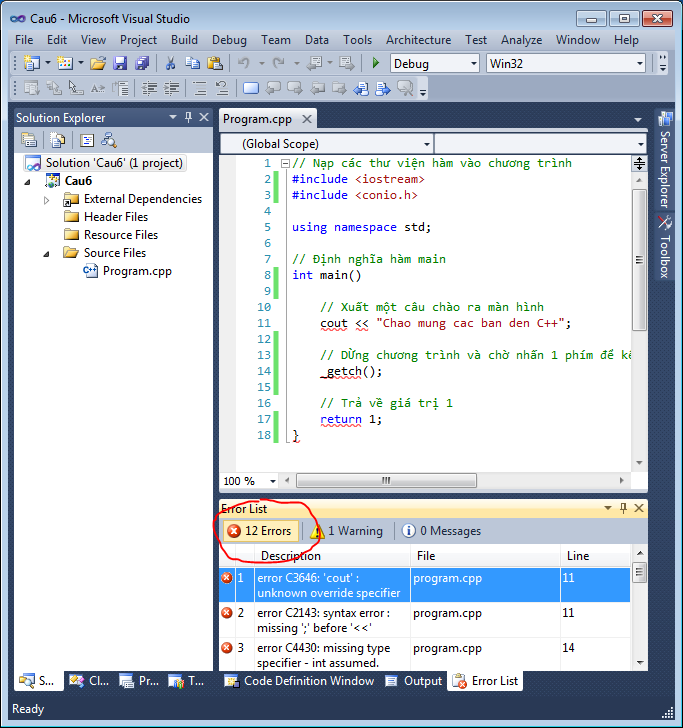 Cau6 - Microsoft Visual Studio
File Edit View Project Build Debug Team Data Tools Architecture Test Analyze Window Help
Debug Win32
Solution Explorer
Solution 'Cau6' (1 project)
Cau6
External Dependencies
Header Files
Resource Files
Source Files
Program.cpp
Program.cpp
(Global Scope)
1 // Nạp các thư viện hàm vào chương trình
2 #include <iostream>
3 #include <conio.h>
4
5 using namespace std;
6
7 // Định nghĩa hàm main
8 int main()
9
10 // Xuất một câu chào ra màn hình
11 cout << "Chao mung cac ban den C++";
12
13 // Dừng chương trình và chờ nhấn 1 phím để kế
14 _getch();
15
16 // Trả về giá trị 1
17 return 1;
18 }
100 %
Server Explorer
Toolbox
Error List
12 Errors 1 Warning 0 Messages
Description File Line
1 error C3646: 'cout' : unknown override specifier program.cpp 11
2 error C2143: syntax error : missing ';' before '<<' program.cpp 11
3 error C4430: missing type specifier - int assumed. program.cpp 14
S... Cl... Pr... T... Code Definition Window Output Error List
Ready